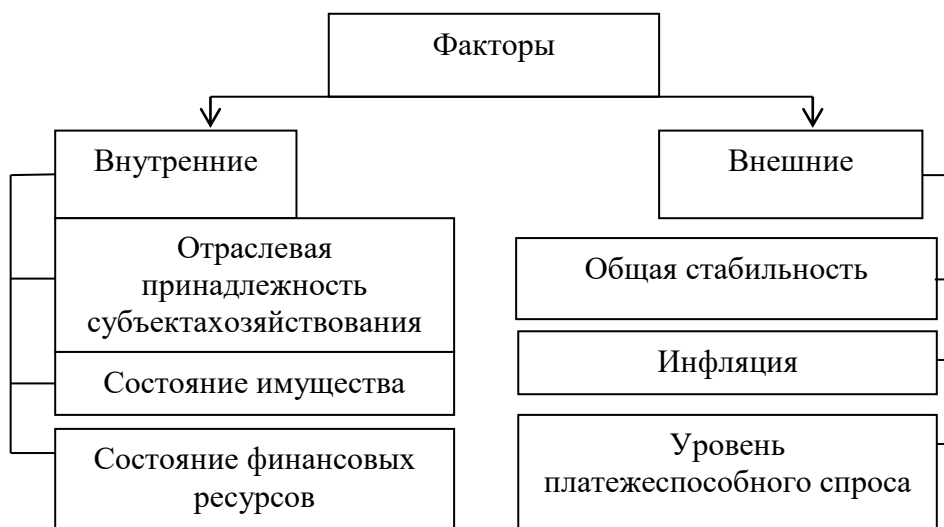 Факторы
Внутренние
Отраслевая
принадлежность
субъектахозяйствования
Состояние имущества
Состояние финансовых
ресурсов
Внешние
Общая стабильность
Инфляция
Уровень
платежеспособного спроса